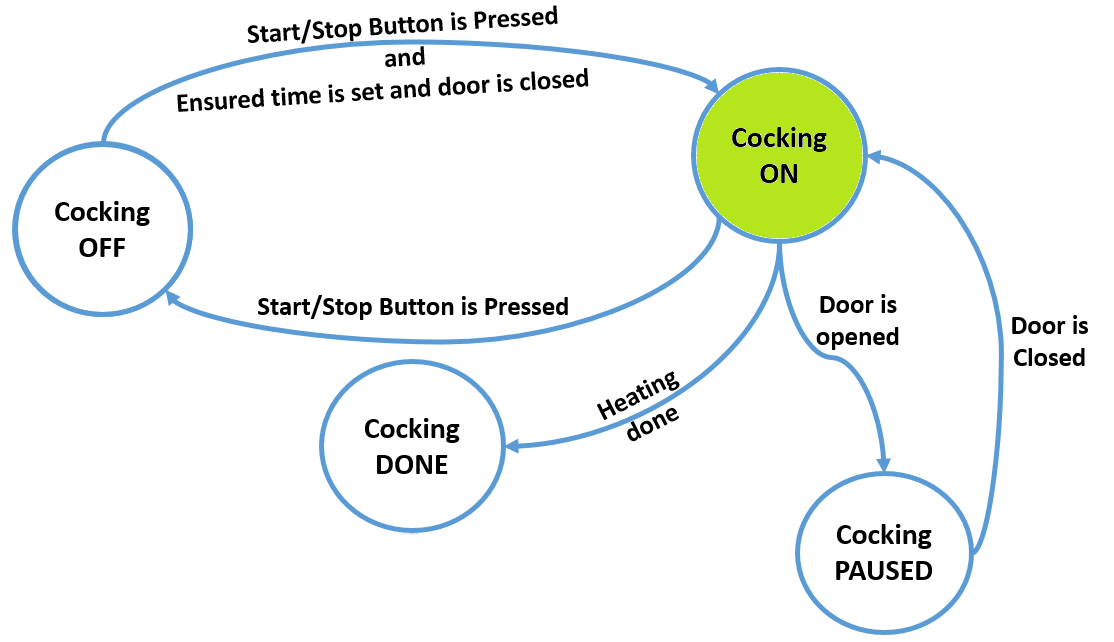 Start/Stop Button is Pressed
and
Ensured time is set and door is closed
Cocking
ON
Cocking
OFF
Start/Stop Button is Pressed
Door is
opened
Door is
Closed
Heating
done
Cocking
DONE
Cocking
PAUSED